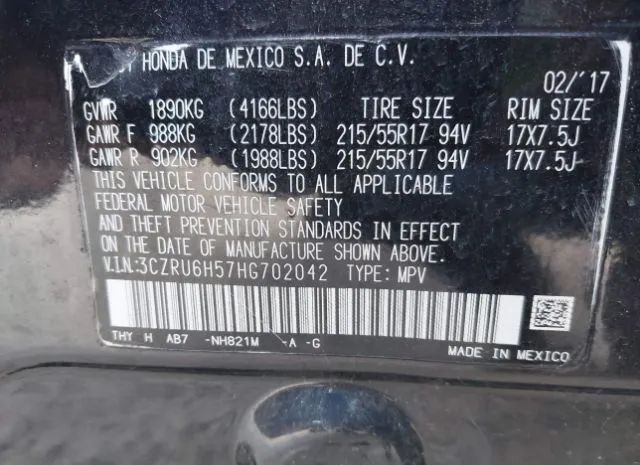 HONDA DE MEXICO S.A. DE C.V.
02/'17
GVWR 1890KG (4166LBS) TIRE SIZE RIM SIZE
GAWR F 988KG (2178LBS) 215/55R17 94V 17X7.5J
GAWR R 902KG (1988LBS) 215/55R17 94V 17X7.5J
THIS VEHICLE CONFORMS TO ALL APPLICABLE
FEDERAL MOTOR VEHICLE SAFETY
AND THEFT PREVENTION STANDARDS IN EFFECT
ON THE DATE OF MANUFACTURE SHOWN ABOVE.
V.I.N:3CZRU6H57HG702042 TYPE: MPV
THY H AB7 -NH821M -A -G
MADE IN MEXICO